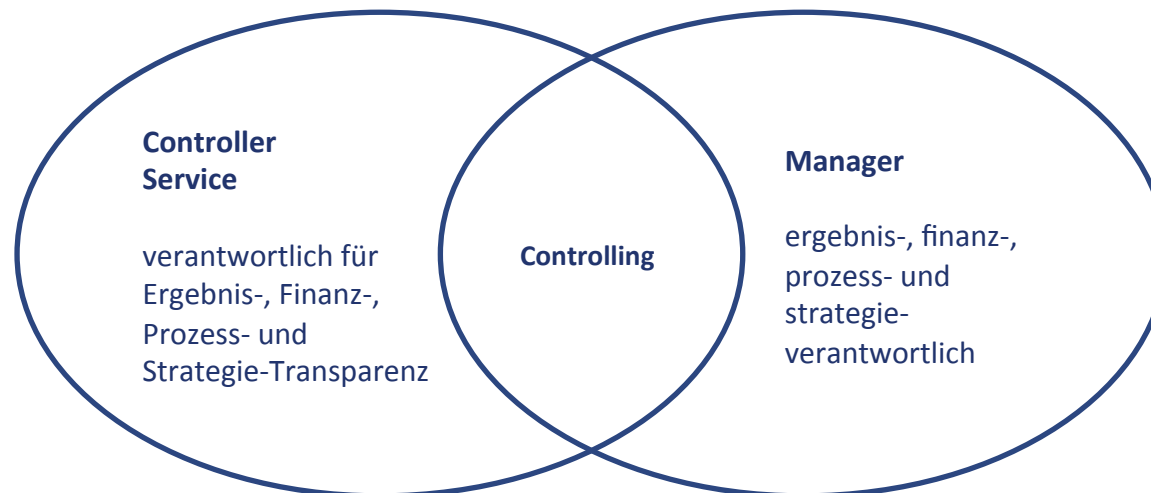 Controller
Service
verantwortlich für
Ergebnis-, Finanz-,
Prozess- und
Strategie-Transparenz
Controlling
Manager
ergebnis-, finanz-,
prozess- und
strategie-
verantwortlich